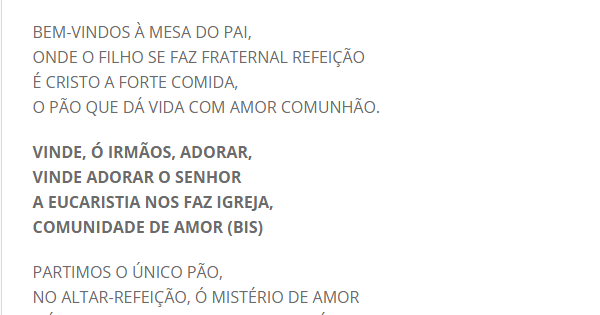 BEM-VINDOS À MESA DO PAI,
ONDE O FILHO SE FAZ FRATERNAL REFEIÇÃO
É CRISTO A FORTE COMIDA,
O PÃO QUE DÁ VIDA COM AMOR COMUNHÃO.
VINDE, Ó IRMÃOS, ADORAR,
VINDE ADORAR O SENHOR
A EUCARISTIA NOS FAZ IGREJA,
COMUNIDADE DE AMOR (BIS)
PARTIMOS O ÚNICO PÃO,
NO ALTAR-REFEIÇÃO, Ó MISTÉRIO DE AMOR